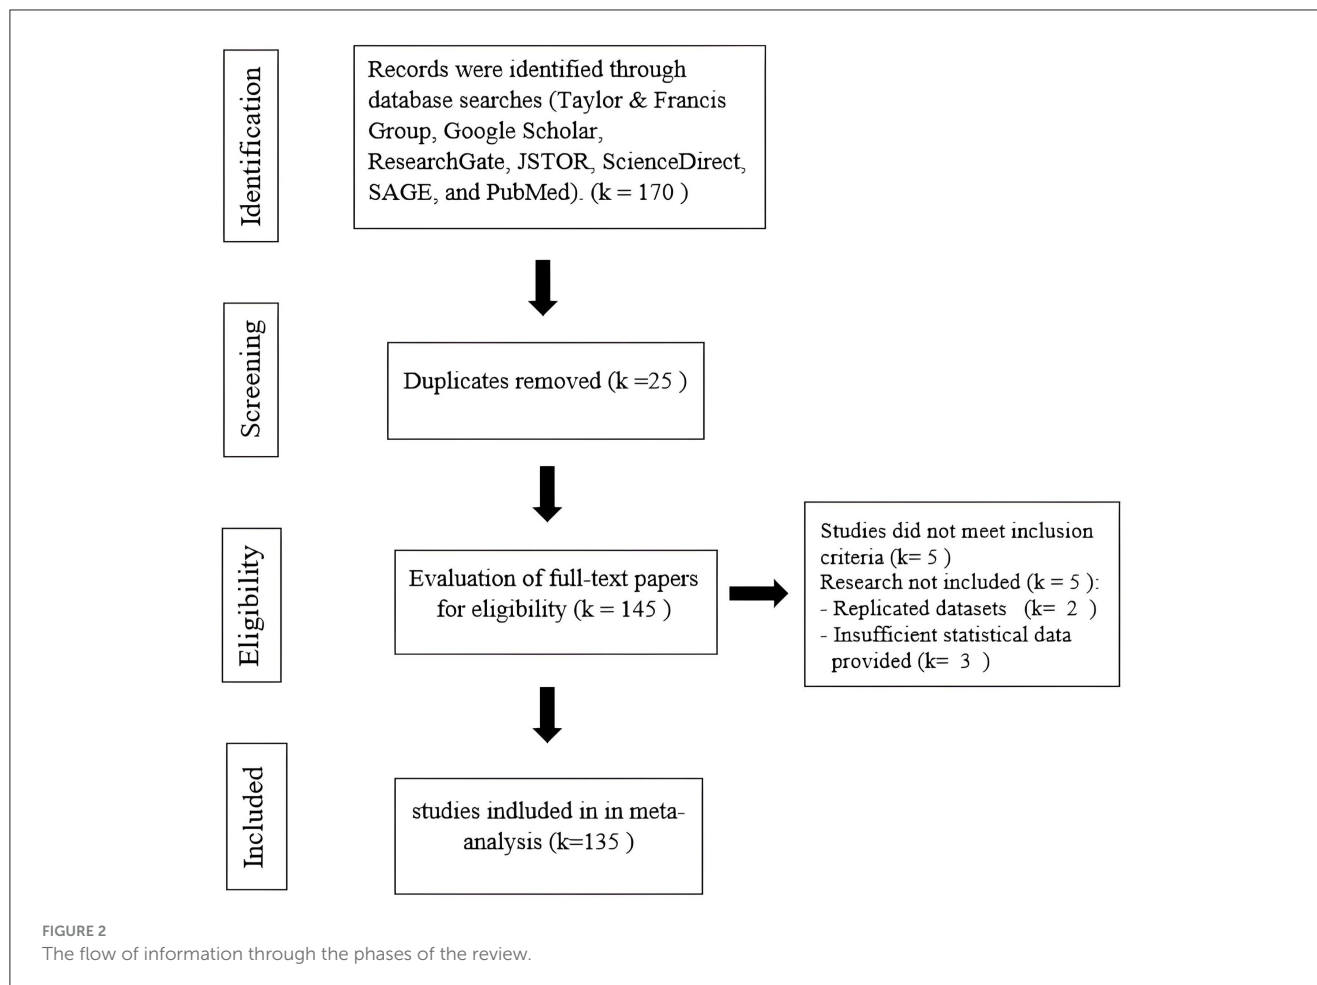 Identification
Records were identified through
database searches (Taylor & Francis
Group, Google Scholar,
ResearchGate, JSTOR, ScienceDirect,
SAGE, and PubMed). (k = 170 )
Screening
Duplicates removed (k =25 )
Eligibility
Evaluation of full-text papers
for eligibility (k = 145 )
Studies did not meet inclusion
criteria (k= 5 )
Research not included (k = 5 ):
- Replicated datasets (k= 2 )
- Insufficient statistical data
provided (k= 3 )
Included
studies indluded in in meta-
analysis (k=135 )
FIGURE 2
The flow of information through the phases of the review.